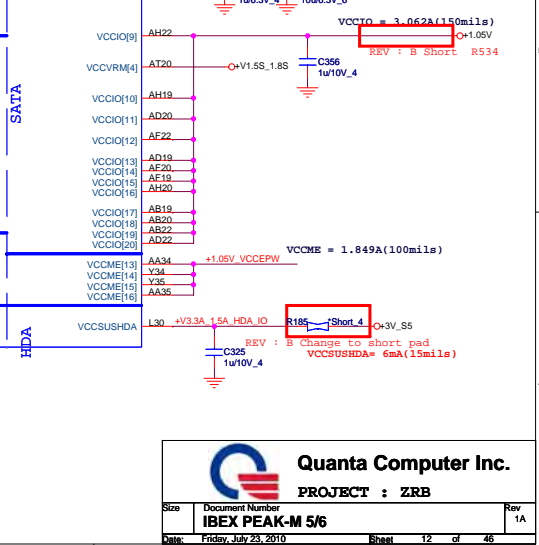 1u/6.3V_4
10u/6.3V_6
VCCIO = 3.062A(150mils)
VCCIO[9] AH22
+1.05V
REV : B Short R534
VCCVRM[4] AT20 +V1.5S_1.8S
C356
1u/10V_4
SATA
VCCIO[10] AH19
VCCIO[11] AD20
VCCIO[12] AF22
VCCIO[13] AD19
VCCIO[14] AF20
VCCIO[15] AF19
VCCIO[16] AH20
VCCIO[17] AB19
VCCIO[18] AB20
VCCIO[19] AB22
VCCIO[20] AD22
VCCME = 1.849A(100mils)
VCCME[13] AA34 +1.05V_VCCEPW
VCCME[14] Y34
VCCME[15] Y35
VCCME[16] AA35
HDA
VCCSUSHDA L30 +V3.3A_1.5A_HDA_IO R185 *Short_4 +3V_S5
REV : B Change to short pad
C325
1u/10V_4
VCCSUSHDA= 6mA(15mils)
Quanta Computer Inc.
PROJECT : ZRB
Size Document Number Rev
IBEX PEAK-M 5/6 1A
Date: Friday, July 23, 2010 Sheet 12 of 46